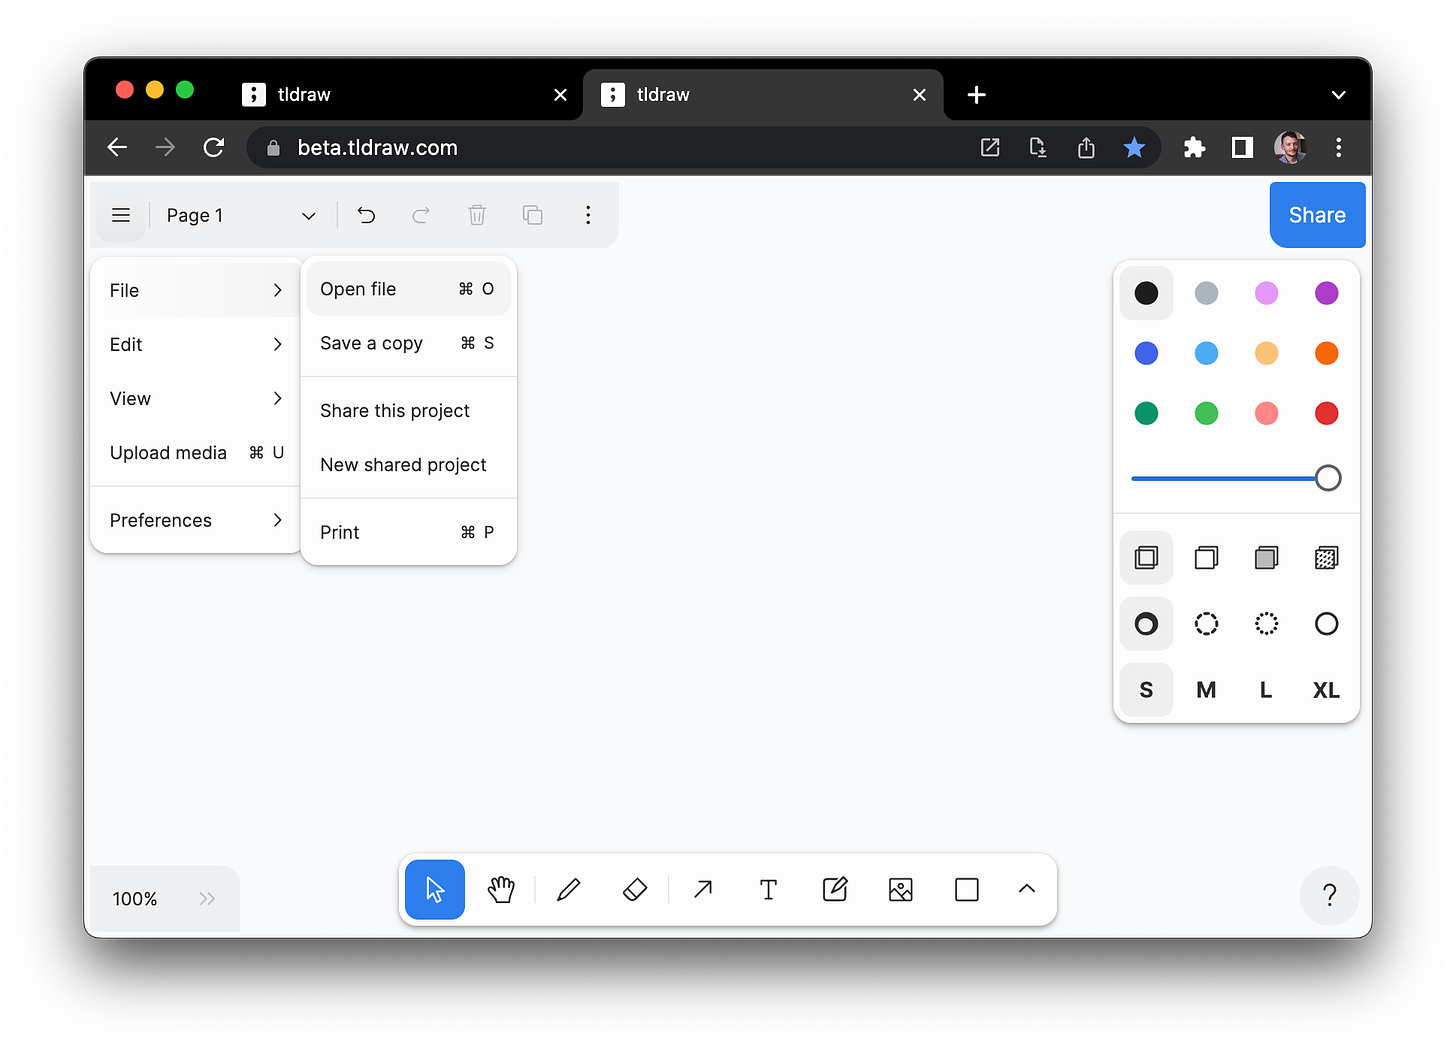 tldraw
tldraw
beta.tldraw.com
Page 1
Share
File
Edit
View
Upload media ⌘ U
Preferences
Open file ⌘ O
Save a copy ⌘ S
Share this project
New shared project
Print ⌘ P
S M L XL
100%
T
?